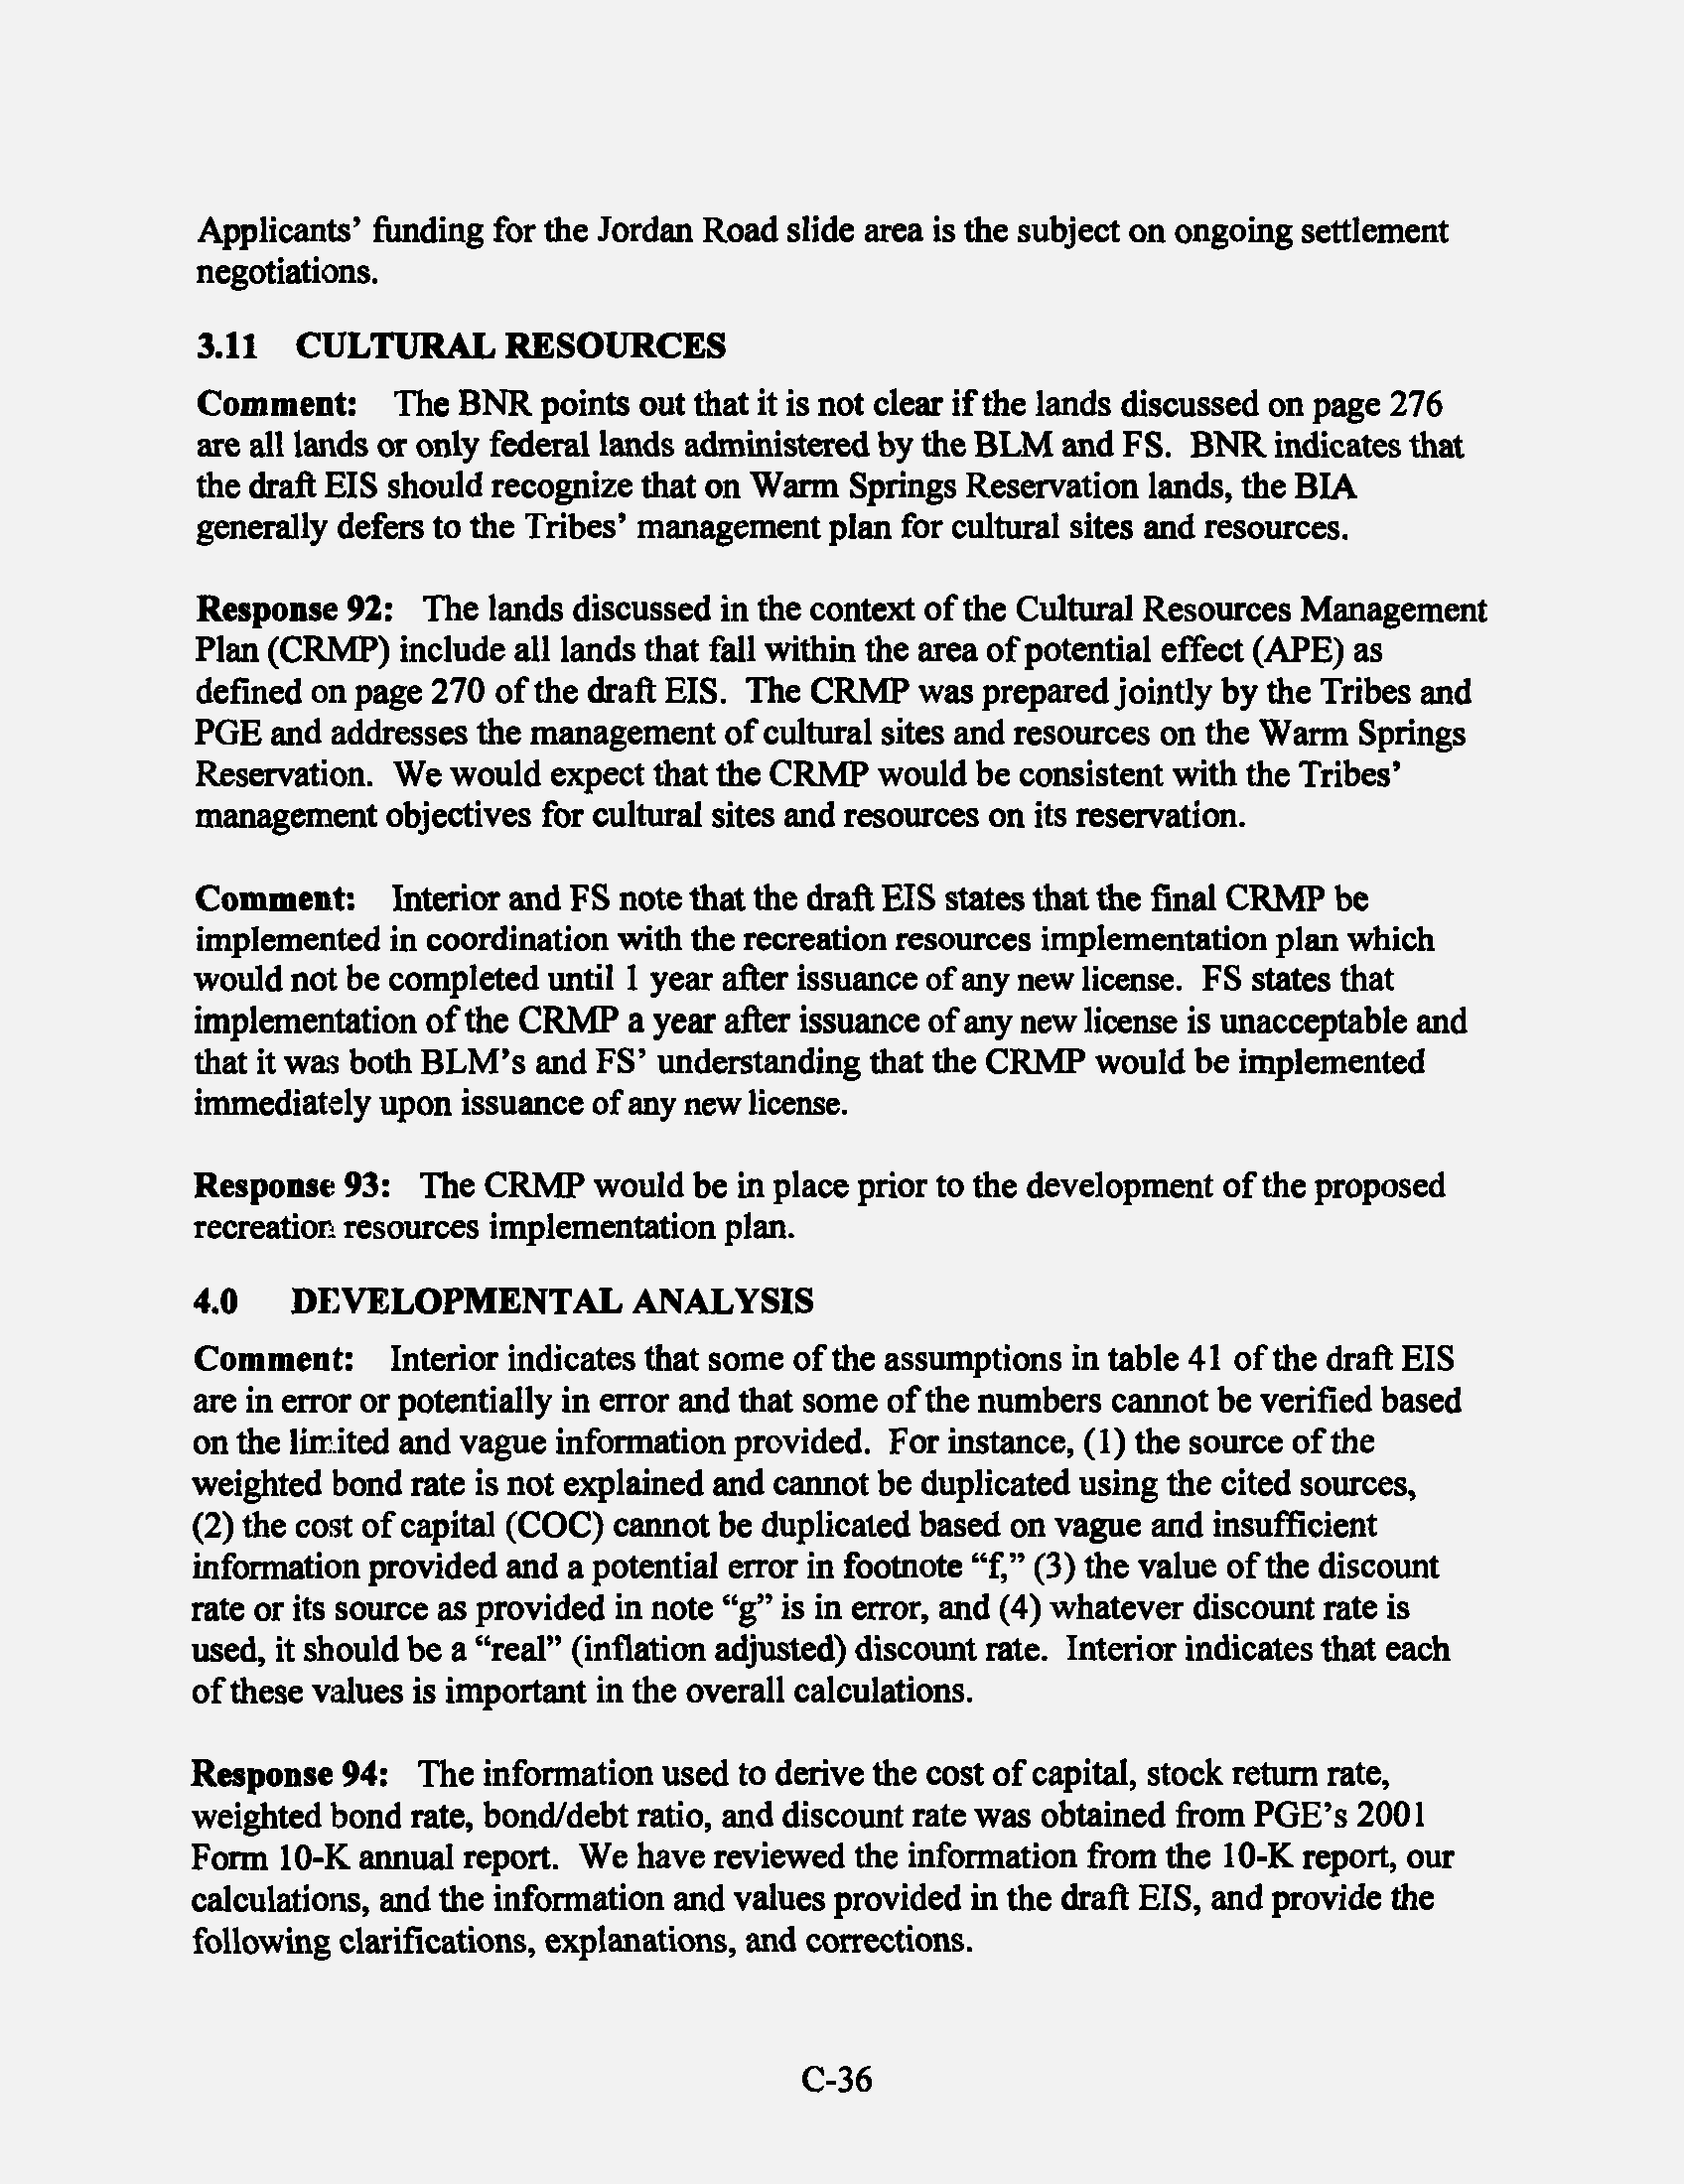 Applicants’ funding for the Jordan Road slide area is the subject on ongoing settlement
negotiations.
3.11 CULTURAL RESOURCES
Comment: The BNR points out that it is not clear if the lands discussed on page 276
are all lands or only federal lands administered by the BLM and FS. BNR indicates that
the draft EIS should recognize that on Warm Springs Reservation lands, the BIA
generally defers to the Tribes’ management plan for cultural sites and resources.
Response 92: The lands discussed in the context of the Cultural Resources Management
Plan (CRMP) include all lands that fall within the area of potential effect (APE) as
defined on page 270 of the draft EIS. The CRMP was prepared jointly by the Tribes and
PGE and addresses the management of cultural sites and resources on the Warm Springs
Reservation. We would expect that the CRMP would be consistent with the Tribes’
management objectives for cultural sites and resources on its reservation.
Comment: Interior and FS note that the draft EIS states that the final CRMP be
implemented in coordination with the recreation resources implementation plan which
would not be completed until 1 year after issuance of any new license. FS states that
implementation of the CRMP a year after issuance of any new license is unacceptable and
that it was both BLM’s and FS’ understanding that the CRMP would be implemented
immediately upon issuance of any new license.
Response 93: The CRMP would be in place prior to the development of the proposed
recreation resources implementation plan.
4.0 DEVELOPMENTAL ANALYSIS
Comment: Interior indicates that some of the assumptions in table 41 of the draft EIS
are in error or potentially in error and that some of the numbers cannot be verified based
on the limited and vague information provided. For instance, (1) the source of the
weighted bond rate is not explained and cannot be duplicated using the cited sources,
(2) the cost of capital (COC) cannot be duplicated based on vague and insufficient
information provided and a potential error in footnote “f,” (3) the value of the discount
rate or its source as provided in note “g” is in error, and (4) whatever discount rate is
used, it should be a “real” (inflation adjusted) discount rate. Interior indicates that each
of these values is important in the overall calculations.
Response 94: The information used to derive the cost of capital, stock return rate,
weighted bond rate, bond/debt ratio, and discount rate was obtained from PGE’s 2001
Form 10-K annual report. We have reviewed the information from the 10-K report, our
calculations, and the information and values provided in the draft EIS, and provide the
following clarifications, explanations, and corrections.
C-36